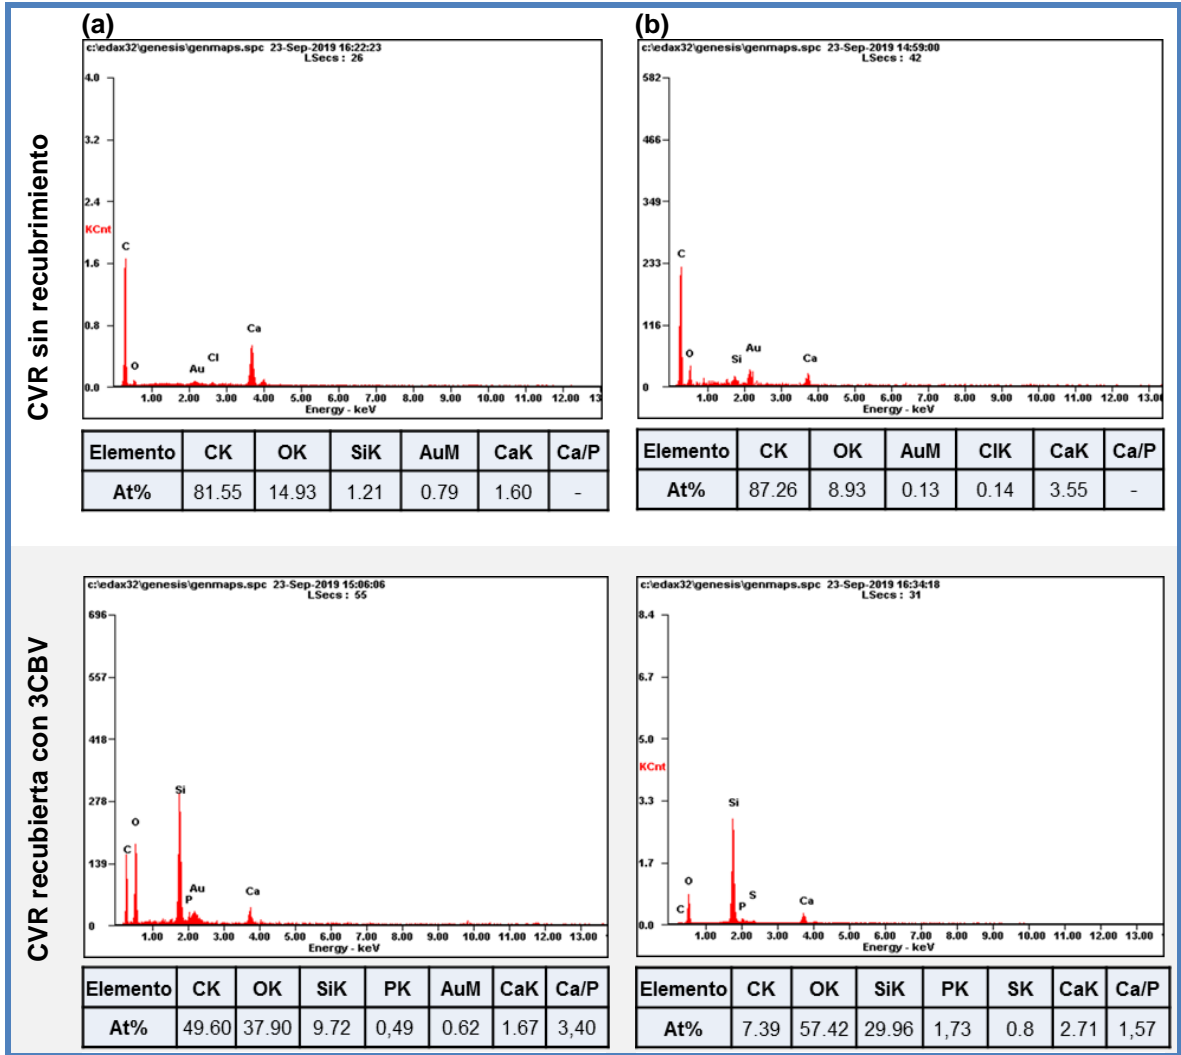 (a)
(b)
CVR sin recubrimiento
c:\edax32\genesis\genmaps.spc 23-Sep-2019 16:22:23
LSecs : 26
4.0
3.2
2.4
KCnt
1.6
0.8
0.0
C
O
Au
Cl
Ca
1.00 2.00 3.00 4.00 5.00 6.00 7.00 8.00 9.00 10.00 11.00 12.00 13.0
Energy - keV
Elemento CK OK SiK AuM CaK Ca/P
At% 81.55 14.93 1.21 0.79 1.60 -
c:\edax32\genesis\genmaps.spc 23-Sep-2019 14:59:00
LSecs : 42
582
466
349
233
116
0
C
O
Si
Au
Ca
1.00 2.00 3.00 4.00 5.00 6.00 7.00 8.00 9.00 10.00 11.00 12.00 13.0
Energy - keV
Elemento CK OK AuM ClK CaK Ca/P
At% 87.26 8.93 0.13 0.14 3.55 -
CVR recubierta con 3CBV
c:\edax32\genesis\genmaps.spc 23-Sep-2019 15:06:06
LSecs : 55
696
557
418
278
139
0
C
O
Si
P
Au
Ca
1.00 2.00 3.00 4.00 5.00 6.00 7.00 8.00 9.00 10.00 11.00 12.00 13.00
Energy - keV
Elemento CK OK SiK PK AuM CaK Ca/P
At% 49.60 37.90 9.72 0,49 0.62 1.67 3,40
c:\edax32\genesis\genmaps.spc 23-Sep-2019 16:34:18
LSecs : 31
8.4
6.7
5.0
KCnt
3.3
1.7
0.0
C
O
Si
P
S
Ca
1.00 2.00 3.00 4.00 5.00 6.00 7.00 8.00 9.00 10.00 11.00 12.00 13.00
Energy - keV
Elemento CK OK SiK PK SK CaK Ca/P
At% 7.39 57.42 29.96 1,73 0.8 2.71 1,57